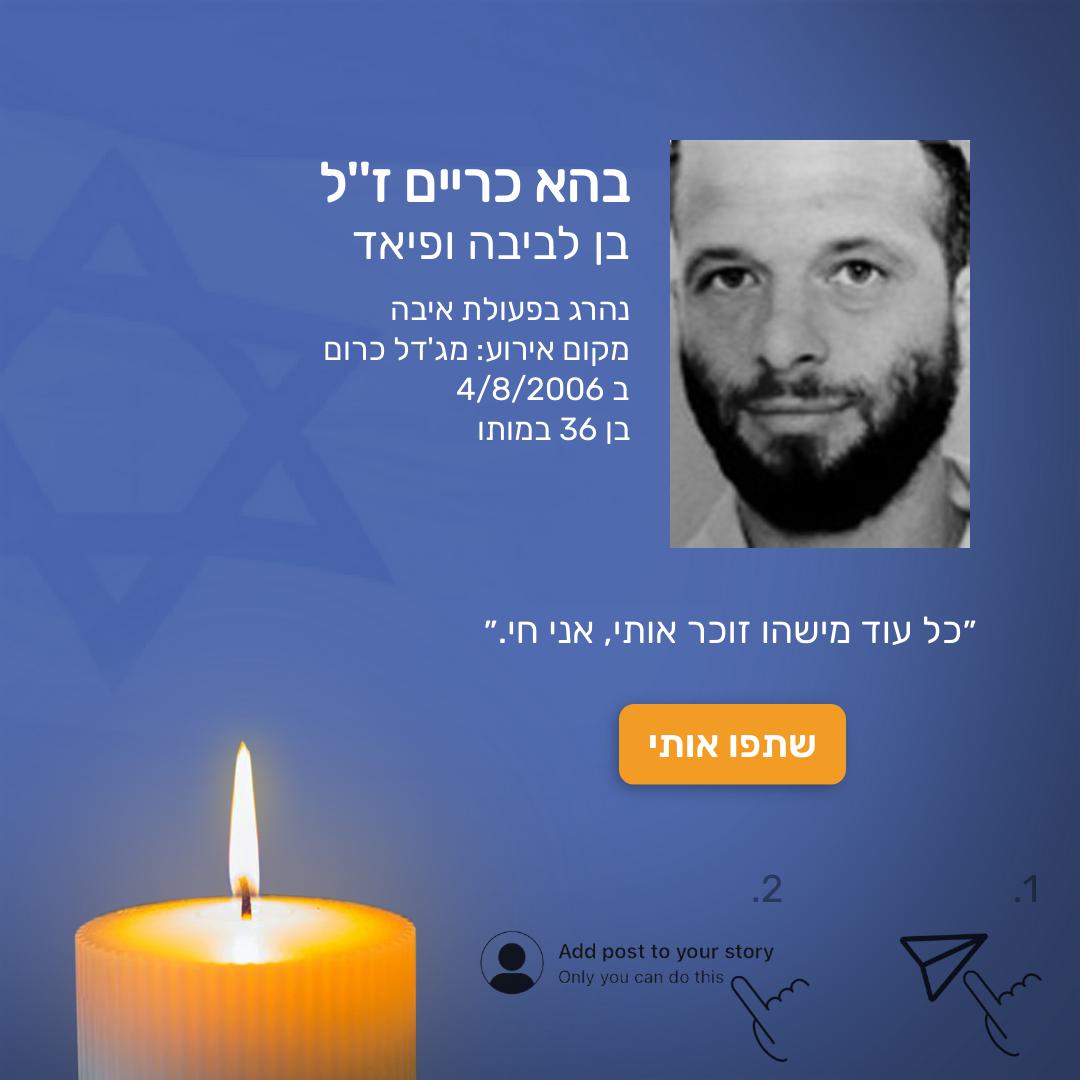 בהא כריים ז"ל
בן לביבה ופיאד
נהרג בפעולת איבה
מקום אירוע: מג'דל כרום
ב 4/8/2006
בן 36 במותו
״כל עוד מישהו זוכר אותי, אני חי.״
שתפו אותי
1.
2.
Add post to your story
Only you can do this